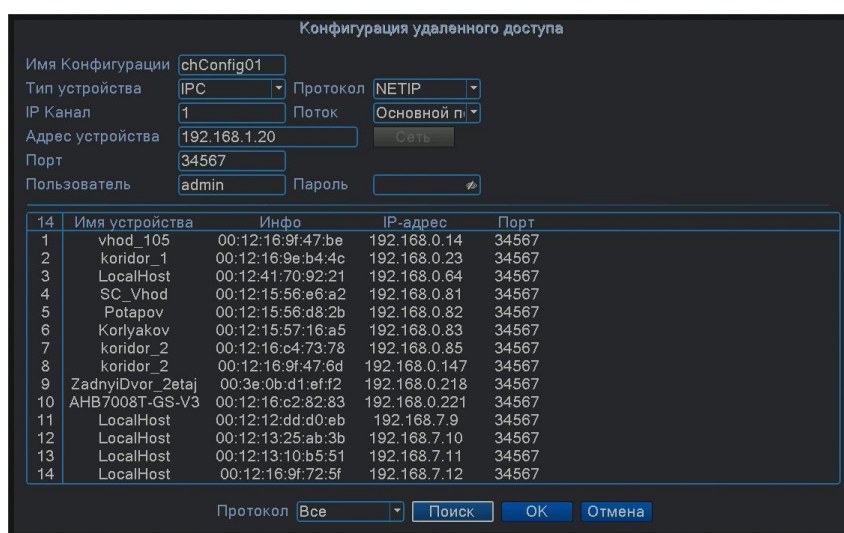 Конфигурация удаленного доступа
Имя Конфигурации chConfig01
Тип устройства IPC Протокол NETIP
IP Канал 1 Поток Основной п
Адрес устройства 192.168.1.20 Сеть
Порт 34567
Пользователь admin Пароль
14 Имя устройства Инфо IP-адрес Порт
1 vhod_105 00:12:16:9f:47:be 192.168.0.14 34567
2 koridor_1 00:12:16:9e:b4:4c 192.168.0.23 34567
3 LocalHost 00:12:41:70:92:21 192.168.0.64 34567
4 SC_Vhod 00:12:15:56:e6:a2 192.168.0.81 34567
5 Potapov 00:12:15:56:d8:2b 192.168.0.82 34567
6 Korlyakov 00:12:15:57:16:a5 192.168.0.83 34567
7 koridor_2 00:12:16:c4:73:78 192.168.0.85 34567
8 koridor_2 00:12:16:9f:47:6d 192.168.0.147 34567
9 ZadnyiDvor_2etaj 00:3e:0b:d1:ef:f2 192.168.0.218 34567
10 AHB7008T-GS-V3 00:12:16:c2:82:83 192.168.0.221 34567
11 LocalHost 00:12:12:dd:d0:eb 192.168.7.9 34567
12 LocalHost 00:12:13:25:ab:3b 192.168.7.10 34567
13 LocalHost 00:12:13:10:b5:51 192.168.7.11 34567
14 LocalHost 00:12:16:9f:72:5f 192.168.7.12 34567
Протокол Все Поиск OK Отмена